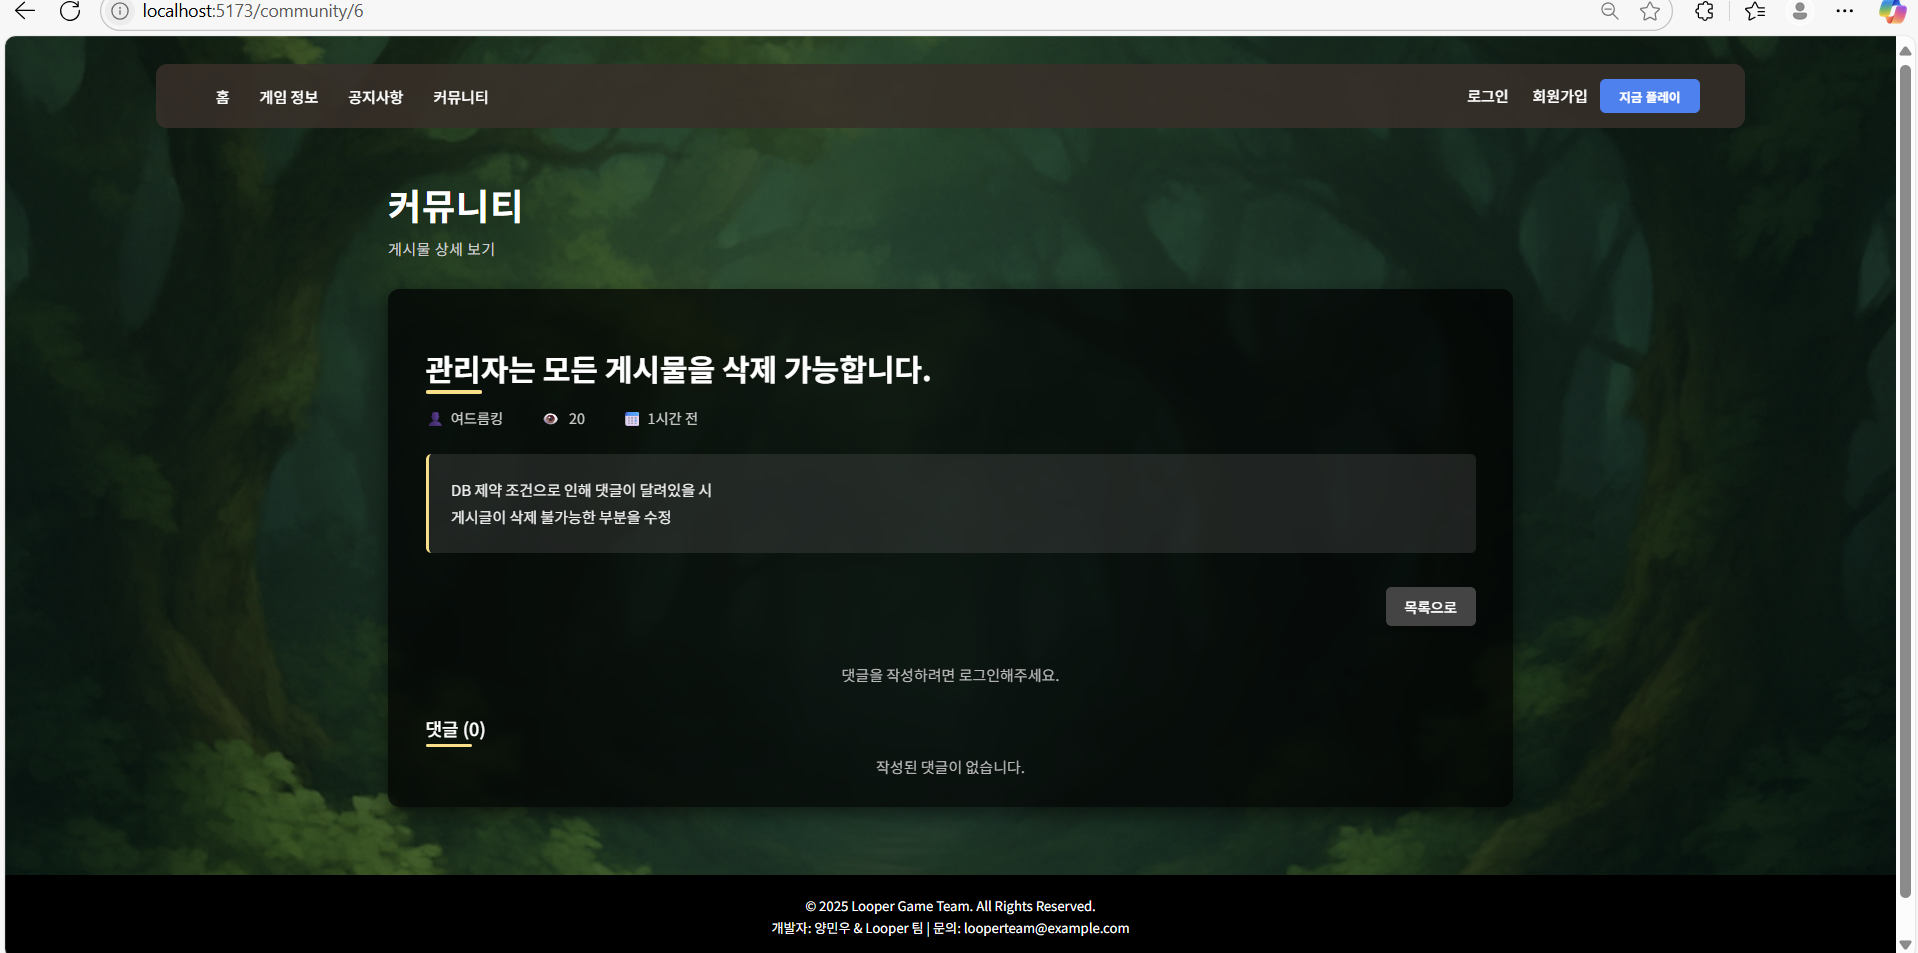 localhost:5173/community/6
홈 게임 정보 공지사항 커뮤니티 로그인 회원가입 지금 플레이
커뮤니티
게시물 상세 보기
관리자는 모든 게시물을 삭제 가능합니다.
여드름킹 20 1시간 전
DB 제약 조건으로 인해 댓글이 달려있을 시
게시글이 삭제 불가능한 부분을 수정
목록으로
댓글을 작성하려면 로그인해주세요.
댓글 (0)
작성된 댓글이 없습니다.
© 2025 Looper Game Team. All Rights Reserved.
개발자: 양민우 & Looper 팀 | 문의: looperteam@example.com